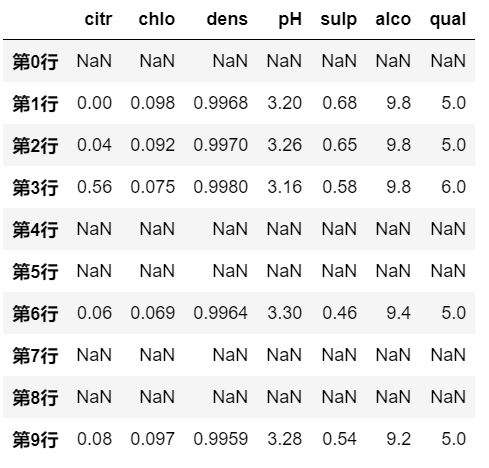 citr chlo dens pH sulp alco qual
第0行 NaN NaN NaN NaN NaN NaN NaN
第1行 0.00 0.098 0.9968 3.20 0.68 9.8 5.0
第2行 0.04 0.092 0.9970 3.26 0.65 9.8 5.0
第3行 0.56 0.075 0.9980 3.16 0.58 9.8 6.0
第4行 NaN NaN NaN NaN NaN NaN NaN
第5行 NaN NaN NaN NaN NaN NaN NaN
第6行 0.06 0.069 0.9964 3.30 0.46 9.4 5.0
第7行 NaN NaN NaN NaN NaN NaN NaN
第8行 NaN NaN NaN NaN NaN NaN NaN
第9行 0.08 0.097 0.9959 3.28 0.54 9.2 5.0